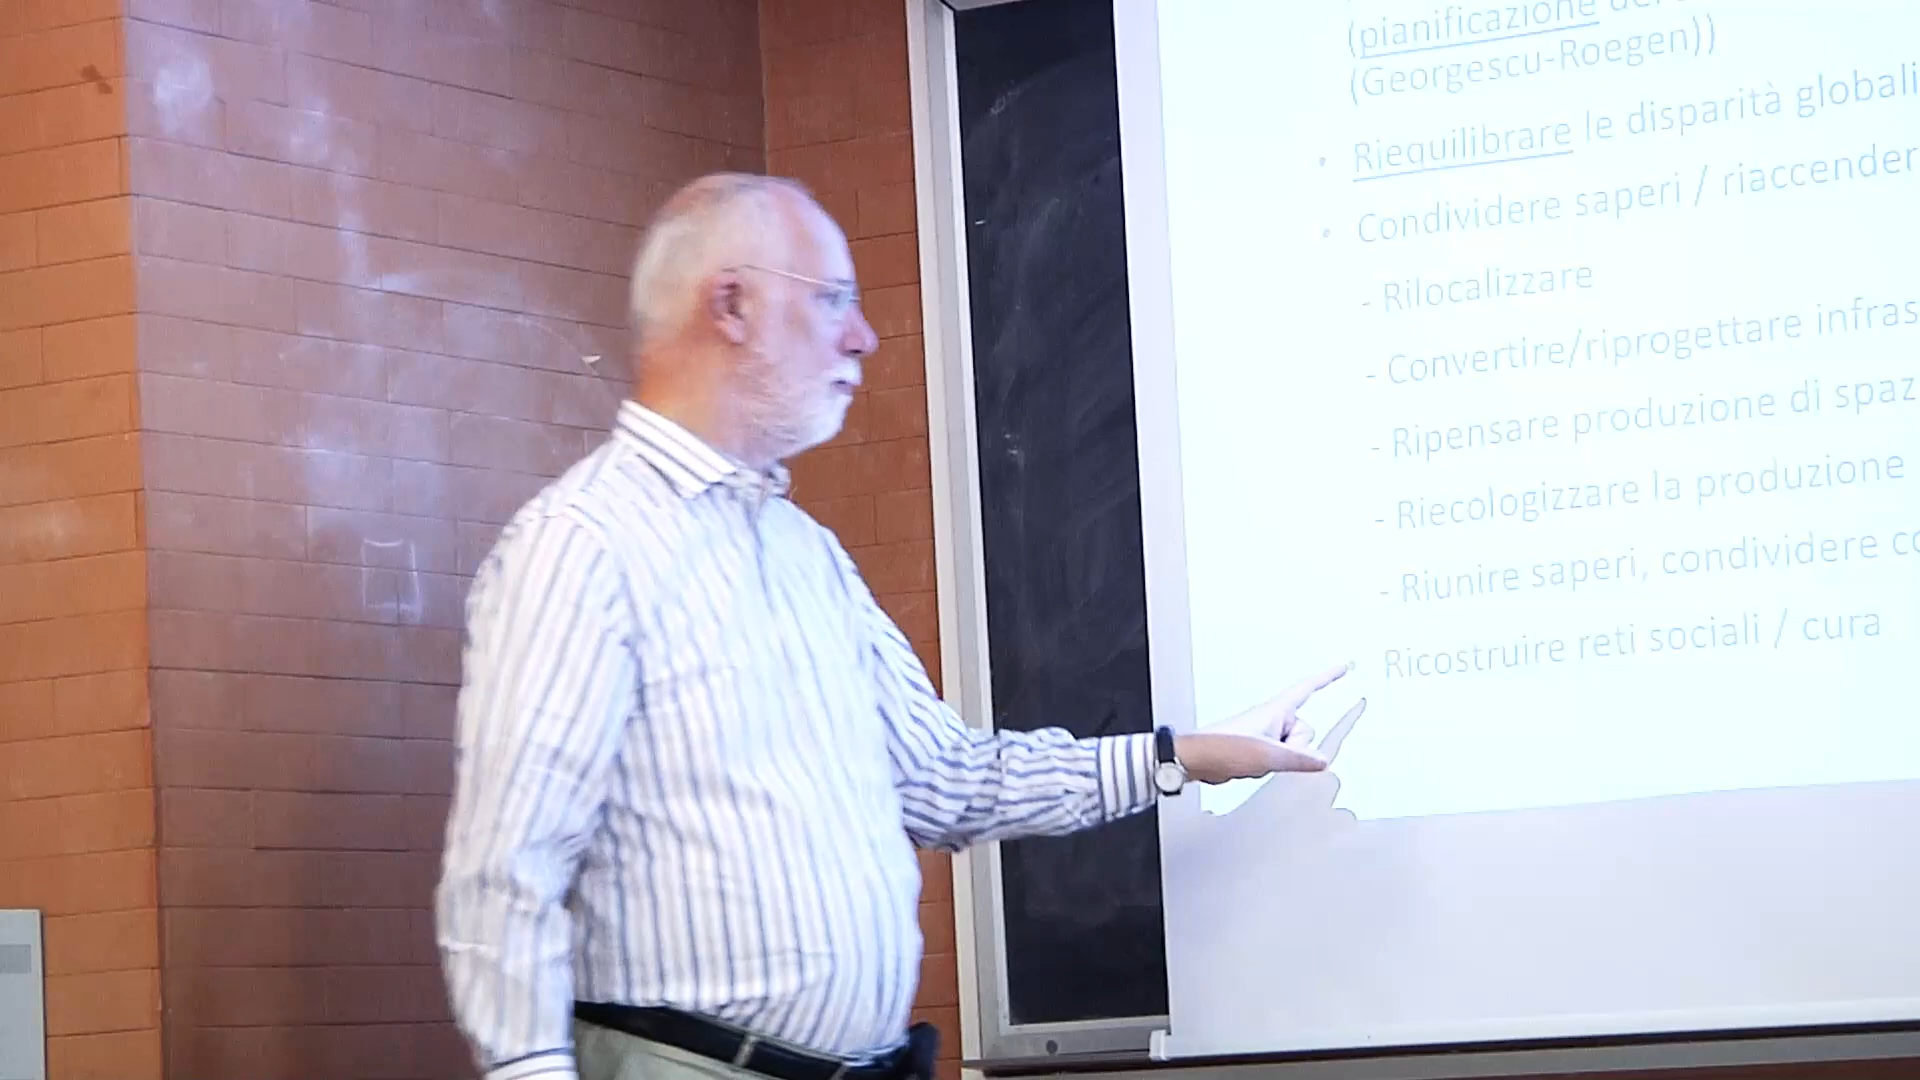 (pianificazione
(Georgescu-Roegen))
• Riequilibrare le disparità globali
• Condividere saperi / riaccender
- Rilocalizzare
- Convertire/riprogettare infras
- Ripensare produzione di spaz
- Riecologizzare la produzione
- Riunire saperi, condividere co
• Ricostruire reti sociali / cura